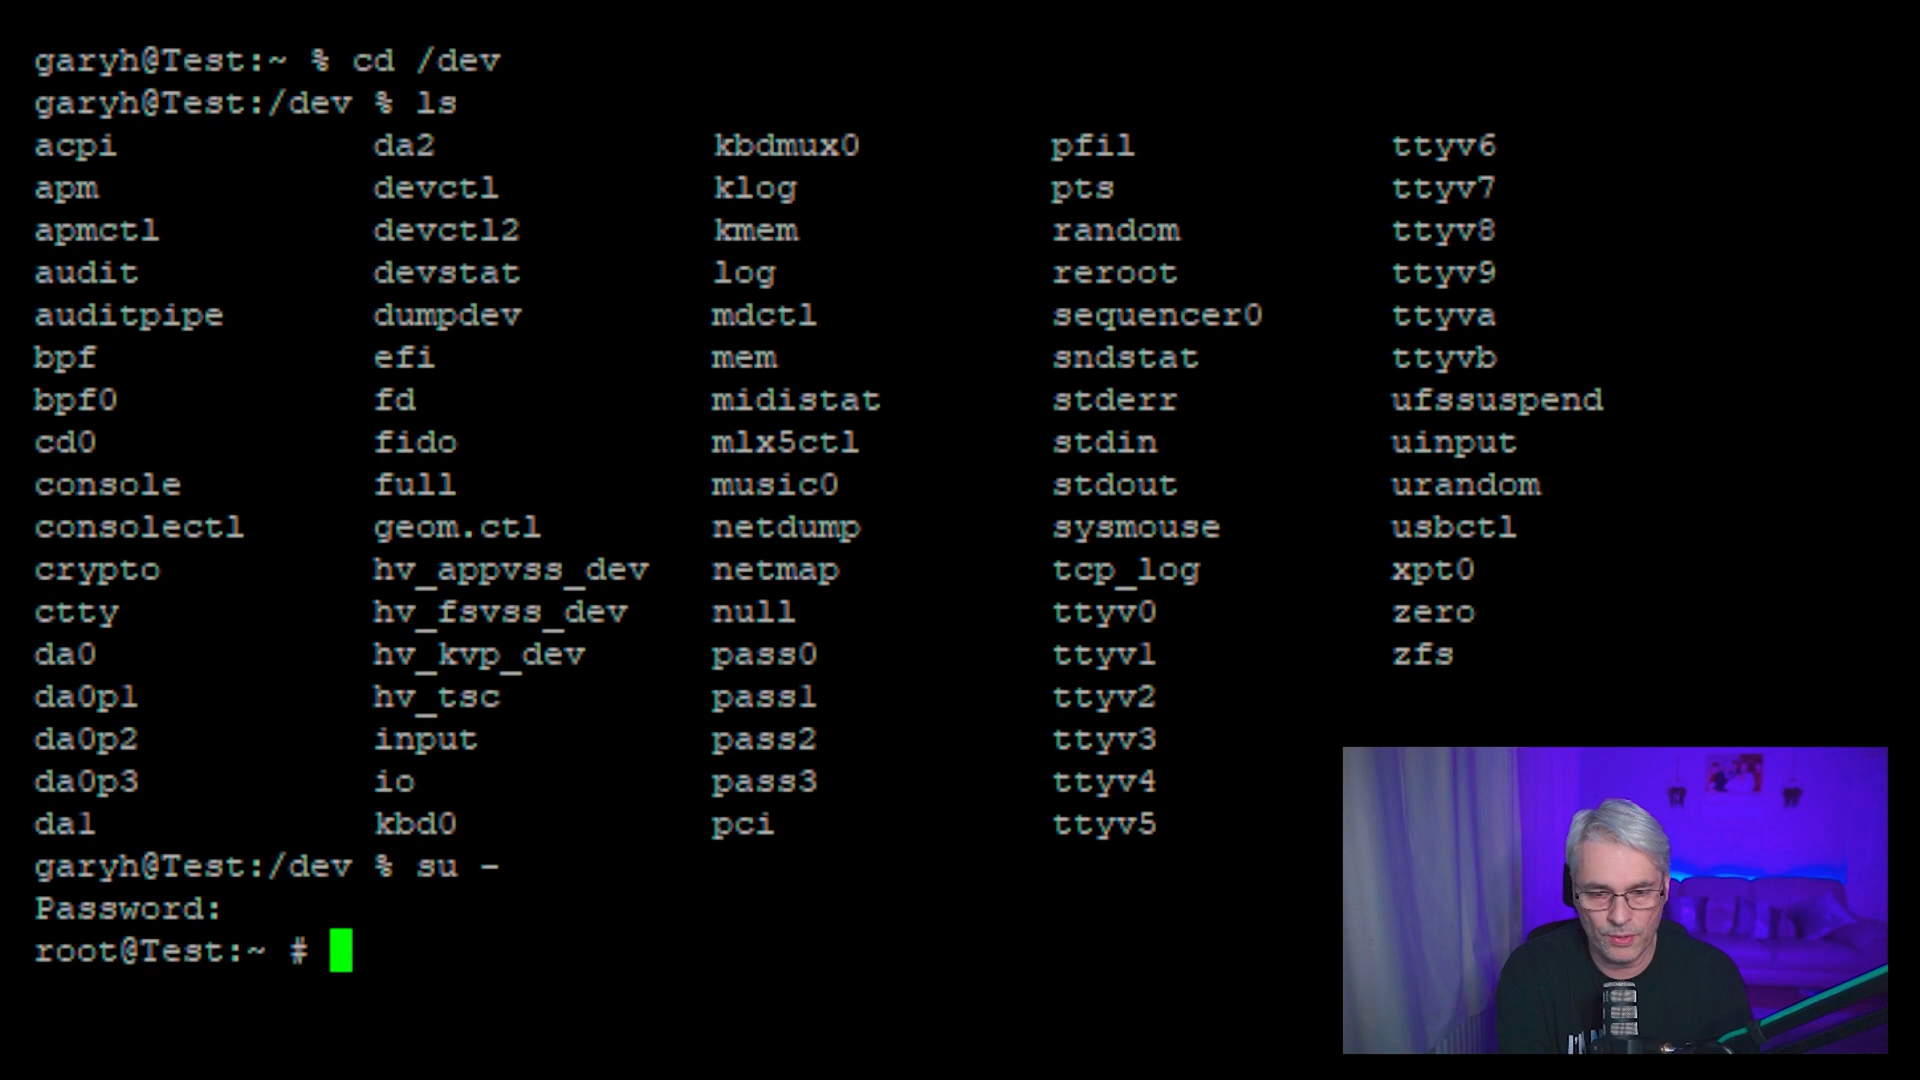 garyh@Test:~ % cd /dev
garyh@Test:/dev % ls
acpi da2 kbdmux0 pfil ttyv6
apm devctl klog pts ttyv7
apmctl devctl2 kmem random ttyv8
audit devstat log reroot ttyv9
auditpipe dumpdev mdctl sequencer0 ttyva
bpf efi mem sndstat ttyvb
bpf0 fd midistat stderr ufssuspend
cd0 fido mlx5ctl stdin uinput
console full music0 stdout urandom
consolectl geom.ctl netdump sysmouse usbctl
crypto hv_appvss_dev netmap tcp_log xpt0
ctty hv_fsvss_dev null ttyv0 zero
da0 hv_kvp_dev pass0 ttyv1 zfs
da0p1 hv_tsc pass1 ttyv2
da0p2 input pass2 ttyv3
da0p3 io pass3 ttyv4
da1 kbd0 pci ttyv5
garyh@Test:/dev % su -
Password:
root@Test:~ #